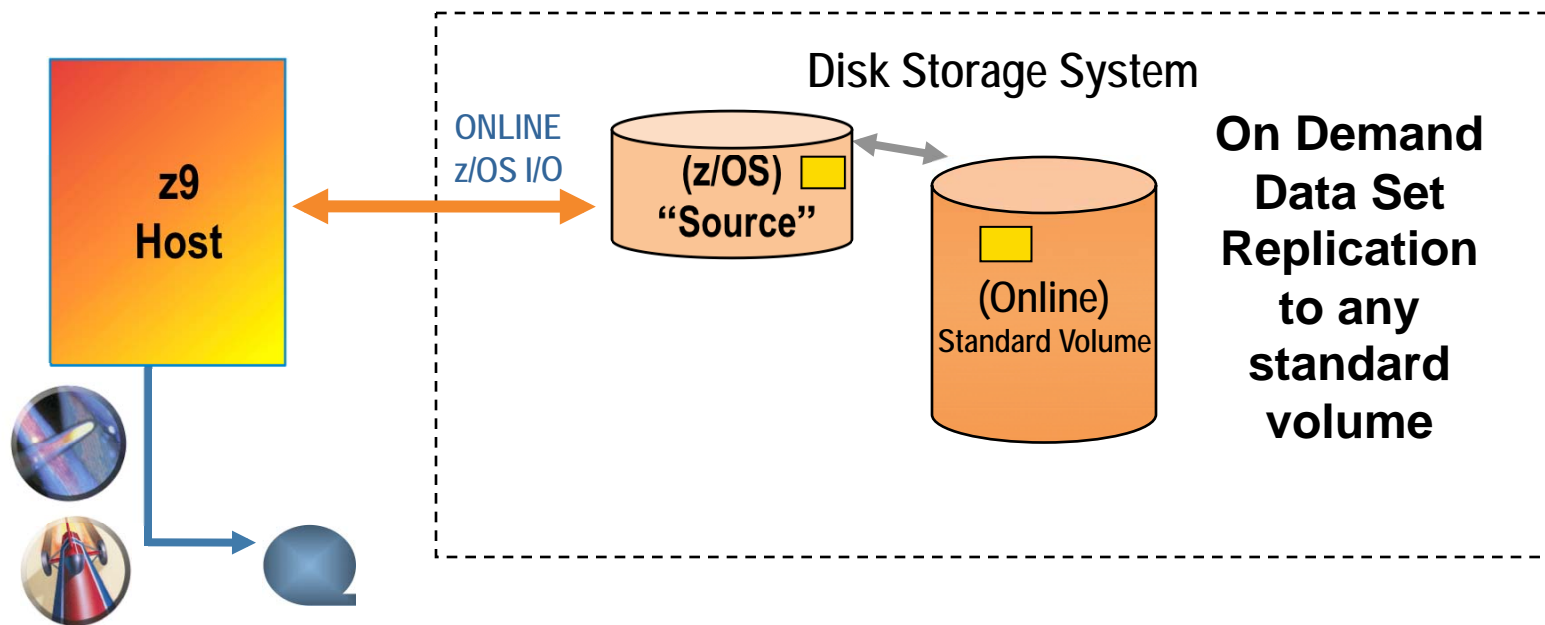 Disk Storage System
z9
Host
ONLINE
z/OS I/O
(z/OS)
“Source”
(Online)
Standard Volume
On Demand
Data Set
Replication
to any
standard
volume